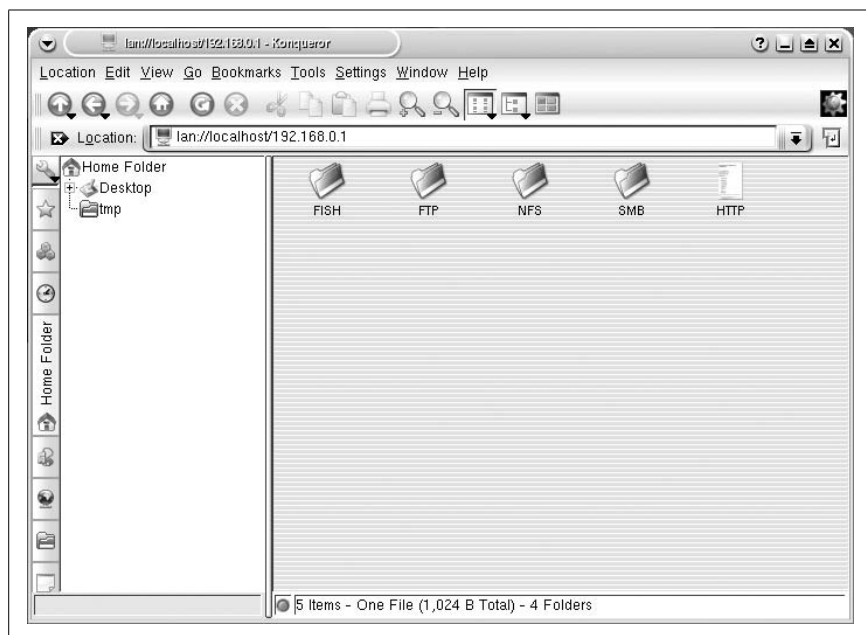 lan://localhost/192.168.0.1 - Konqueror
Location Edit View Go Bookmarks Tools Settings Window Help
Location: lan://localhost/192.168.0.1
Home Folder
Desktop
tmp
Home Folder
FISH FTP NFS SMB HTTP
5 Items - One File (1,024 B Total) - 4 Folders